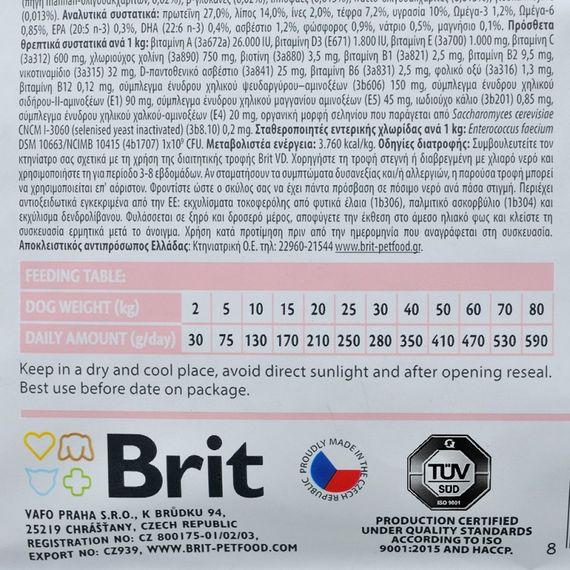 (0,013%). Αναλυτικά συστατικά: πρωτεΐνη 27,0%, λίπος 14,0%, ίνες 2,0%, τέφρα 7,2%, υγρασία 10%, Ωμέγα-3 1,2%, Ωμέγα-6
0,85%, EPA (20:5 n-3) 0,3%, DHA (22:6 n-3) 0,4%, ασβέστιο 1,2%, φώσφορος 0,9%, νάτριο 0,5%, μαγνήσιο 0,1%. Πρόσθετα
θρεπτικά συστατικά ανά 1 kg: βιταμίνη A (3a672a) 26.000 IU, βιταμίνη D3 (E671) 1.800 IU, βιταμίνη E (3a700) 1.000 mg, βιταμίνη C
(3a312) 600 mg, χλωριούχος χολίνη (3a890) 750 mg, βιοτίνη (3a880) 3,5 mg, βιταμίνη B1 (3a821) 2,5 mg, βιταμίνη B2 9,5 mg,
νικοτιναμίδιο (3a315) 32 mg, D-παντοθενικό ασβέστιο (3a841) 25 mg, βιταμίνη B6 (3a831) 2,5 mg, φολικό οξύ (3a316) 1,3 mg,
βιταμίνη B12 0,12 mg, σύμπλεγμα ένυδρου χηλικού ψευδαργύρου–αμινοξέων (3b606) 150 mg, σύμπλεγμα ένυδρου χηλικού
σιδήρου-ΙΙ-αμινοξέων (E1) 90 mg, σύμπλεγμα ένυδρου χηλικού μαγγανίου αμινοξέων (E5) 45 mg, ιωδιούχο κάλιο (3b201) 0,85 mg,
σύμπλεγμα ένυδρου χηλικού χαλκού-αμινοξέων (E4) 20 mg, οργανική μορφή σεληνίου που παράγεται από Saccharomyces cerevisiae
CNCM I-3060 (selenised yeast inactivated) (3b8.10) 0,2 mg. Σταθεροποιητές εντερικής χλωρίδας ανά 1 kg: Enterococcus faecium
DSM 10663/NCIMB 10415 (4b1707) 1x10⁹ CFU. Μεταβολιστέα ενέργεια: 3.760 kcal/kg. Οδηγίες διατροφής: Συμβουλευτείτε τον
κτηνίατρο σας σχετικά με τη χρήση της διαιτητικής τροφής Brit VD. Χορηγήστε τη τροφή στεγνή ή διαβρεγμένη με χλιαρό νερό και
χρησιμοποιείστε τη για περίοδο 3-8 εβδομάδων. Αν σταματήσουν τα συμπτώματα δυσανεξίας και/ή αλλεργιών, η παρούσα τροφή μπορεί
να χρησιμοποιείται επ' αόριστον. Φροντίστε ώστε ο σκύλος σας να έχει πάντα πρόσβαση σε πόσιμο νερό ανά πάσα στιγμή. Περιέχει
αντιοξειδωτικά εγκεκριμένα από την ΕΕ: εκχυλίσματα τοκοφερόλης από φυτικά έλαια (1b306), παλμιτικό ασκορβύλιο (1b304) και
εκχύλισμα δενδρολίβανου. Φυλάσσεται σε ξηρό και δροσερό μέρος, αποφύγετε την έκθεση στο άμεσο ηλιακό φως και κλείστε τη
συσκευασία ερμητικά μετά το άνοιγμα. Χρήση κατά προτίμηση πριν από την ημερομηνία που αναγράφεται στη συσκευασία.
Αποκλειστικός αντιπρόσωπος Ελλάδας: Κτηνιατρική Ο.Ε. τηλ: 22960-21544 www.brit-petfood.gr.
FEEDING TABLE:
DOG WEIGHT (kg) 2 5 10 15 20 25 30 40 50 60 70 80
DAILY AMOUNT (g/day) 30 75 130 170 210 250 280 350 410 470 530 590
Keep in a dry and cool place, avoid direct sunlight and after opening reseal.
Best use before date on package.
Brit
PROUDLY MADE IN THE CZECH REPUBLIC
TÜV
SÜD
ISO 9001
VAFO PRAHA S.R.O., K BRŮDKU 94,
25219 CHRÁŠŤANY, CZECH REPUBLIC
REGISTRATION NO: CZ 800175-01/02/03,
EXPORT NO: CZ939, WWW.BRIT-PETFOOD.COM
PRODUCTION CERTIFIED
UNDER QUALITY STANDARDS
ACCORDING TO ISO
9001:2015 AND HACCP.
8